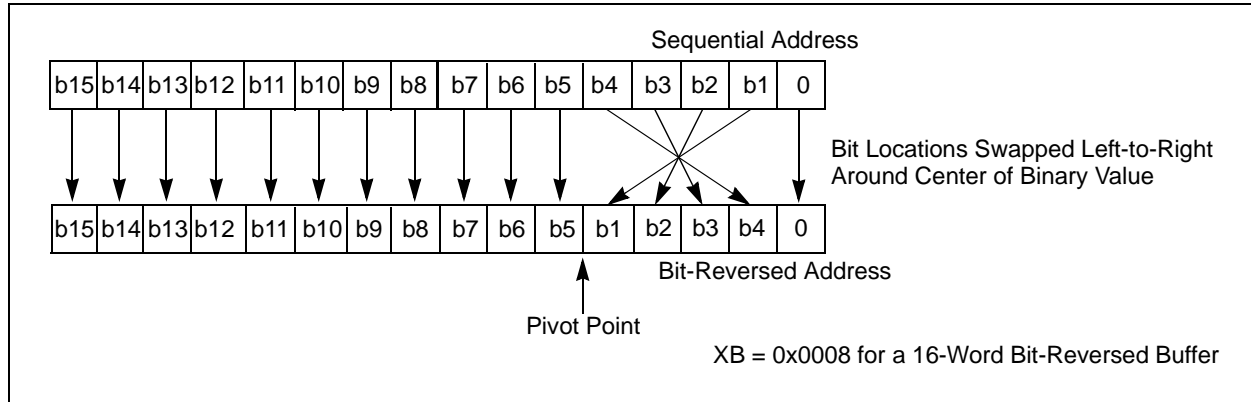 Sequential Address
b15 b14 b13 b12 b11 b10 b9 b8 b7 b6 b5 b4 b3 b2 b1 0
Bit Locations Swapped Left-to-Right
Around Center of Binary Value
b15 b14 b13 b12 b11 b10 b9 b8 b7 b6 b5 b1 b2 b3 b4 0
Bit-Reversed Address
Pivot Point
XB = 0x0008 for a 16-Word Bit-Reversed Buffer